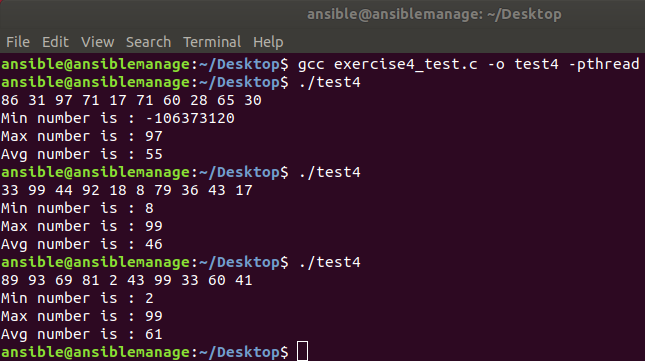 ansible@ansiblemanage: ~/Desktop
File Edit View Search Terminal Help
ansible@ansiblemanage:~/Desktop$ gcc exercise4_test.c -o test4 -pthread
ansible@ansiblemanage:~/Desktop$ ./test4
86 31 97 71 17 71 60 28 65 30
Min number is : -106373120
Max number is : 97
Avg number is : 55
ansible@ansiblemanage:~/Desktop$ ./test4
33 99 44 92 18 8 79 36 43 17
Min number is : 8
Max number is : 99
Avg number is : 46
ansible@ansiblemanage:~/Desktop$ ./test4
89 93 69 81 2 43 99 33 60 41
Min number is : 2
Max number is : 99
Avg number is : 61
ansible@ansiblemanage:~/Desktop$